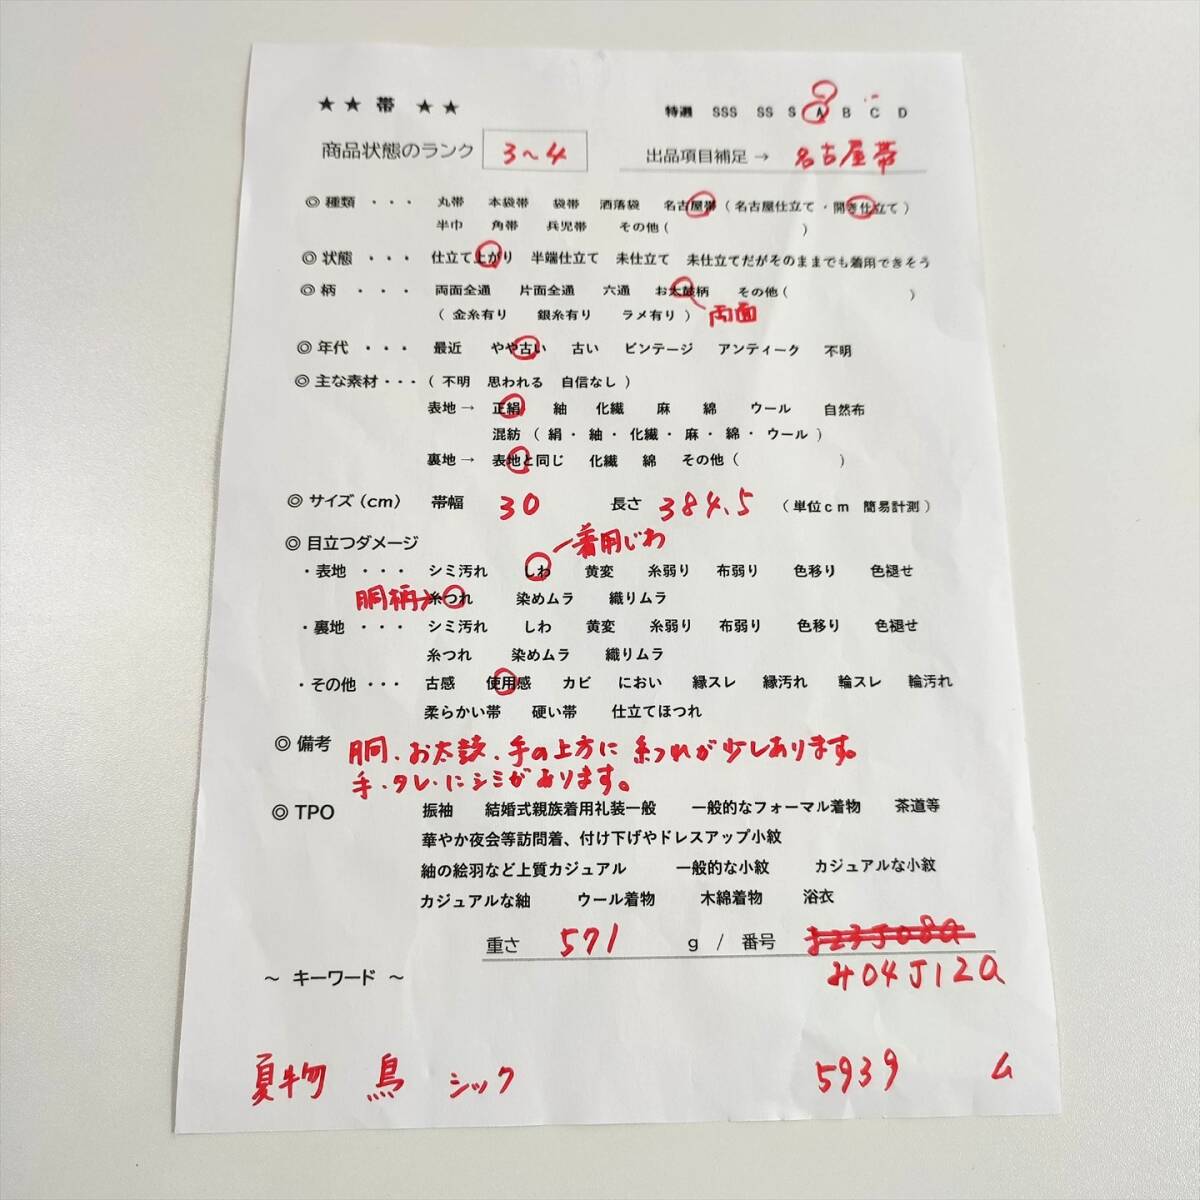 ★★ 帯 ★★
特選 SSS SS S A B C D
商品状態のランク 3～4 出品項目補足→ 名古屋帯
◎種類・・・ 丸帯 本袋帯 袋帯 洒落袋 名古屋帯(名古屋仕立て・開き仕立て)
半巾 角帯 兵児帯 その他( )
◎状態・・・ 仕立て上がり 半端仕立て 未仕立て 未仕立てだがそのままでも着用できそう
◎柄・・・ 両面全通 片面全通 六通 お太鼓柄 その他( )
(金糸有り 銀糸有り ラメ有り) 両面
◎年代・・・ 最近 やや古い 古い ビンテージ アンティーク 不明
◎主な素材・・・(不明 思われる 自信なし)
表地→ 正絹 紬 化繊 麻 綿 ウール 自然布
混紡(絹・紬・化繊・麻・綿・ウール)
裏地→ 表地と同じ 化繊 綿 その他( )
◎サイズ(cm) 帯幅 30 長さ 384.5 (単位cm 簡易計測)
◎目立つダメージ ー着用じわ
・表地・・・ シミ汚れ しわ 黄変 糸弱り 布弱り 色移り 色褪せ
胴柄 糸つれ 染めムラ 織りムラ
・裏地・・・ シミ汚れ しわ 黄変 糸弱り 布弱り 色移り 色褪せ
糸つれ 染めムラ 織りムラ
・その他・・・ 古感 使用感 カビ におい 縁スレ 縁汚れ 輪スレ 輪汚れ
柔らかい帯 硬い帯 仕立てほつれ
◎備考 胴.お太鼓.手の上方に糸つれが少しあります。
手.タレ.にシミがあります。
◎TPO 振袖 結婚式親族着用礼装一般 一般的なフォーマル着物 茶道等
華やか夜会等訪問着、付け下げやドレスアップ小紋
紬の絵羽など上質カジュアル 一般的な小紋 カジュアルな小紋
カジュアルな紬 ウール着物 木綿着物 浴衣
重さ 571 g / 番号
み04J12Q
～ キーワード ～
夏物 鳥 シック 5939 ム